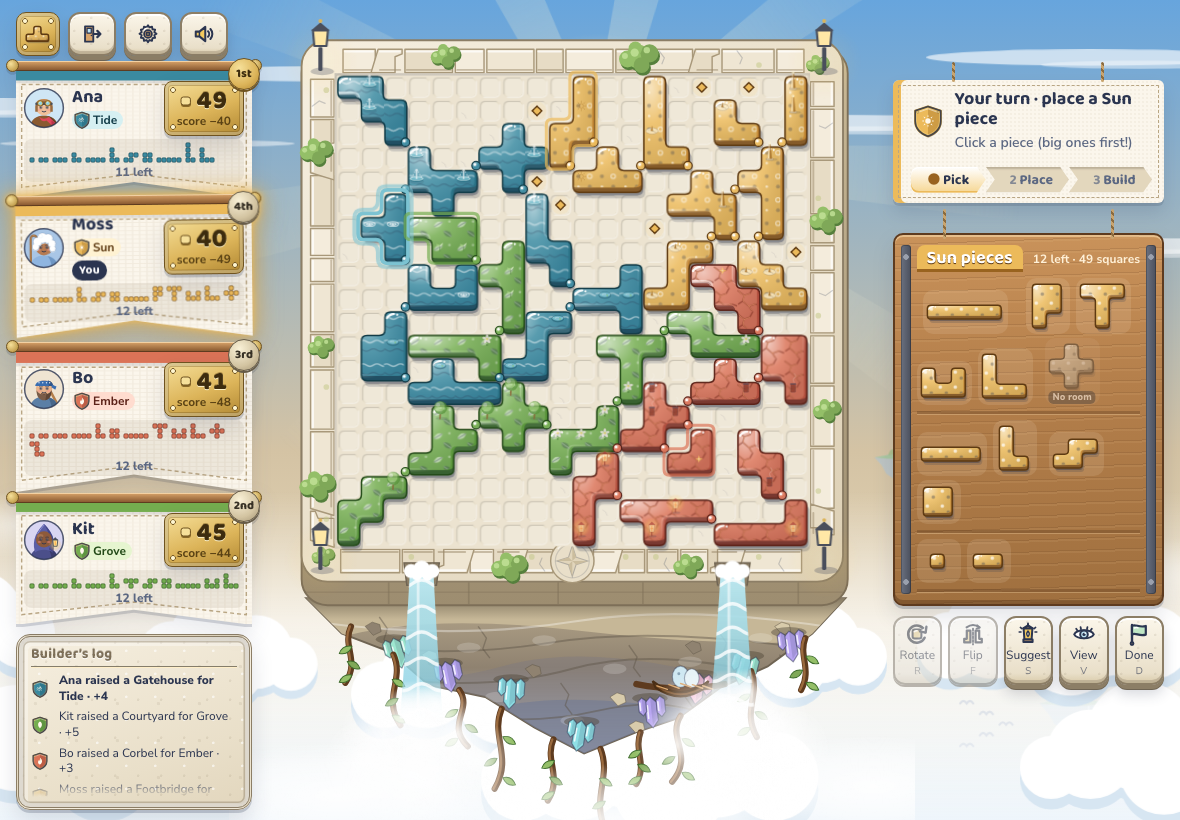 1st
Ana
Tide
49
score −40
11 left
4th
Moss
Sun
You
40
score −49
12 left
3rd
Bo
Ember
41
score −48
12 left
2nd
Kit
Grove
45
score −44
12 left
Builder's log
Ana raised a Gatehouse for
Tide · +4
Kit raised a Courtyard for Grove
· +5
Bo raised a Corbel for Ember ·
+3
Moss raised a Footbridge for
Your turn · place a Sun
piece
Click a piece (big ones first!)
Pick
2 Place
3 Build
Sun pieces
12 left · 49 squares
No room
Rotate
R
Flip
F
Suggest
S
View
V
Done
D